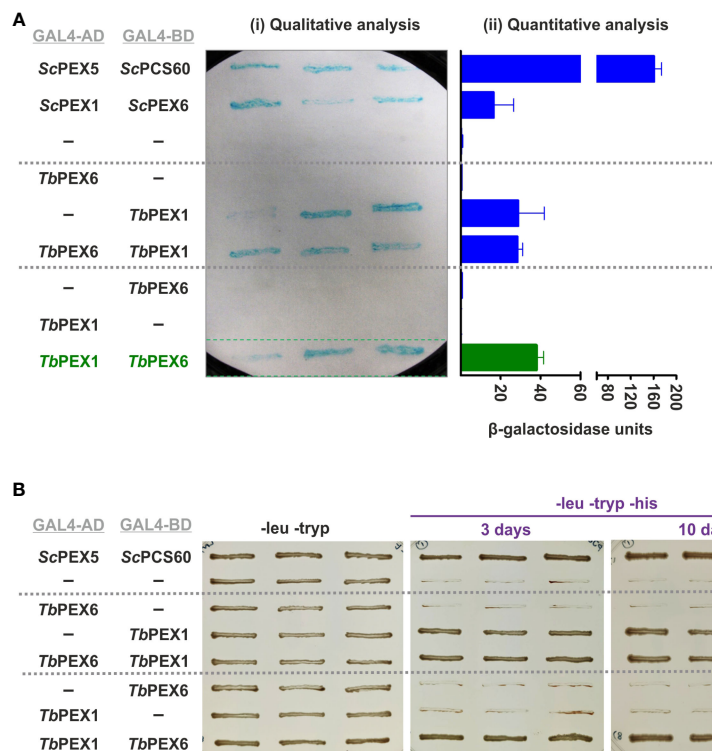 A
(i) Qualitative analysis (ii) Quantitative analysis
GAL4-AD GAL4-BD
ScPEX5 ScPCS60
ScPEX1 ScPEX6
– –
TbPEX6 –
– TbPEX1
TbPEX6 TbPEX1
– TbPEX6
TbPEX1 –
TbPEX1 TbPEX6
20 40 60 80 120 160 200
β-galactosidase units
B
-leu -tryp -his
GAL4-AD GAL4-BD -leu -tryp 3 days 10 da
ScPEX5 ScPCS60
– –
TbPEX6 –
– TbPEX1
TbPEX6 TbPEX1
– TbPEX6
TbPEX1 –
TbPEX1 TbPEX6